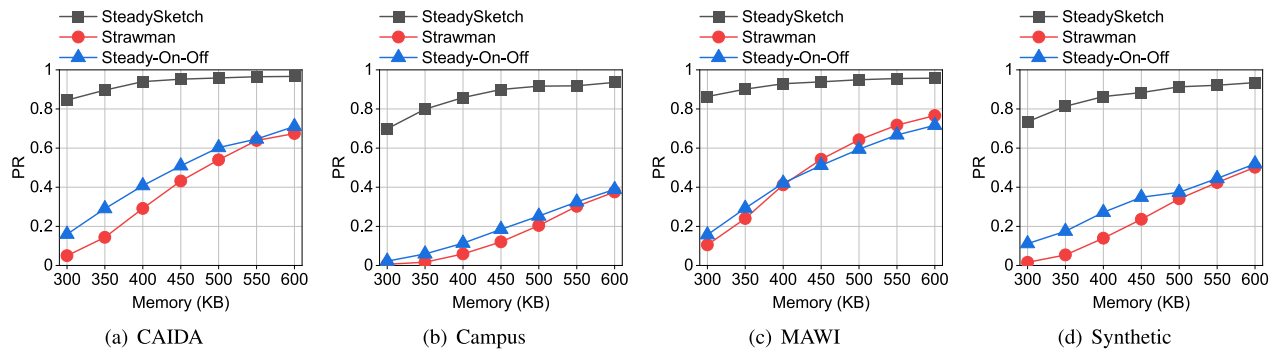 SteadySketch
Strawman
Steady-On-Off
1
0.8
0.6
0.4
0.2
0
PR
300 350 400 450 500 550 600
Memory (KB)
(a) CAIDA
SteadySketch
Strawman
Steady-On-Off
1
0.8
0.6
0.4
0.2
0
PR
300 350 400 450 500 550 600
Memory (KB)
(b) Campus
SteadySketch
Strawman
Steady-On-Off
1
0.8
0.6
0.4
0.2
0
PR
300 350 400 450 500 550 600
Memory (KB)
(c) MAWI
SteadySketch
Strawman
Steady-On-Off
1
0.8
0.6
0.4
0.2
0
PR
300 350 400 450 500 550 600
Memory (KB)
(d) Synthetic